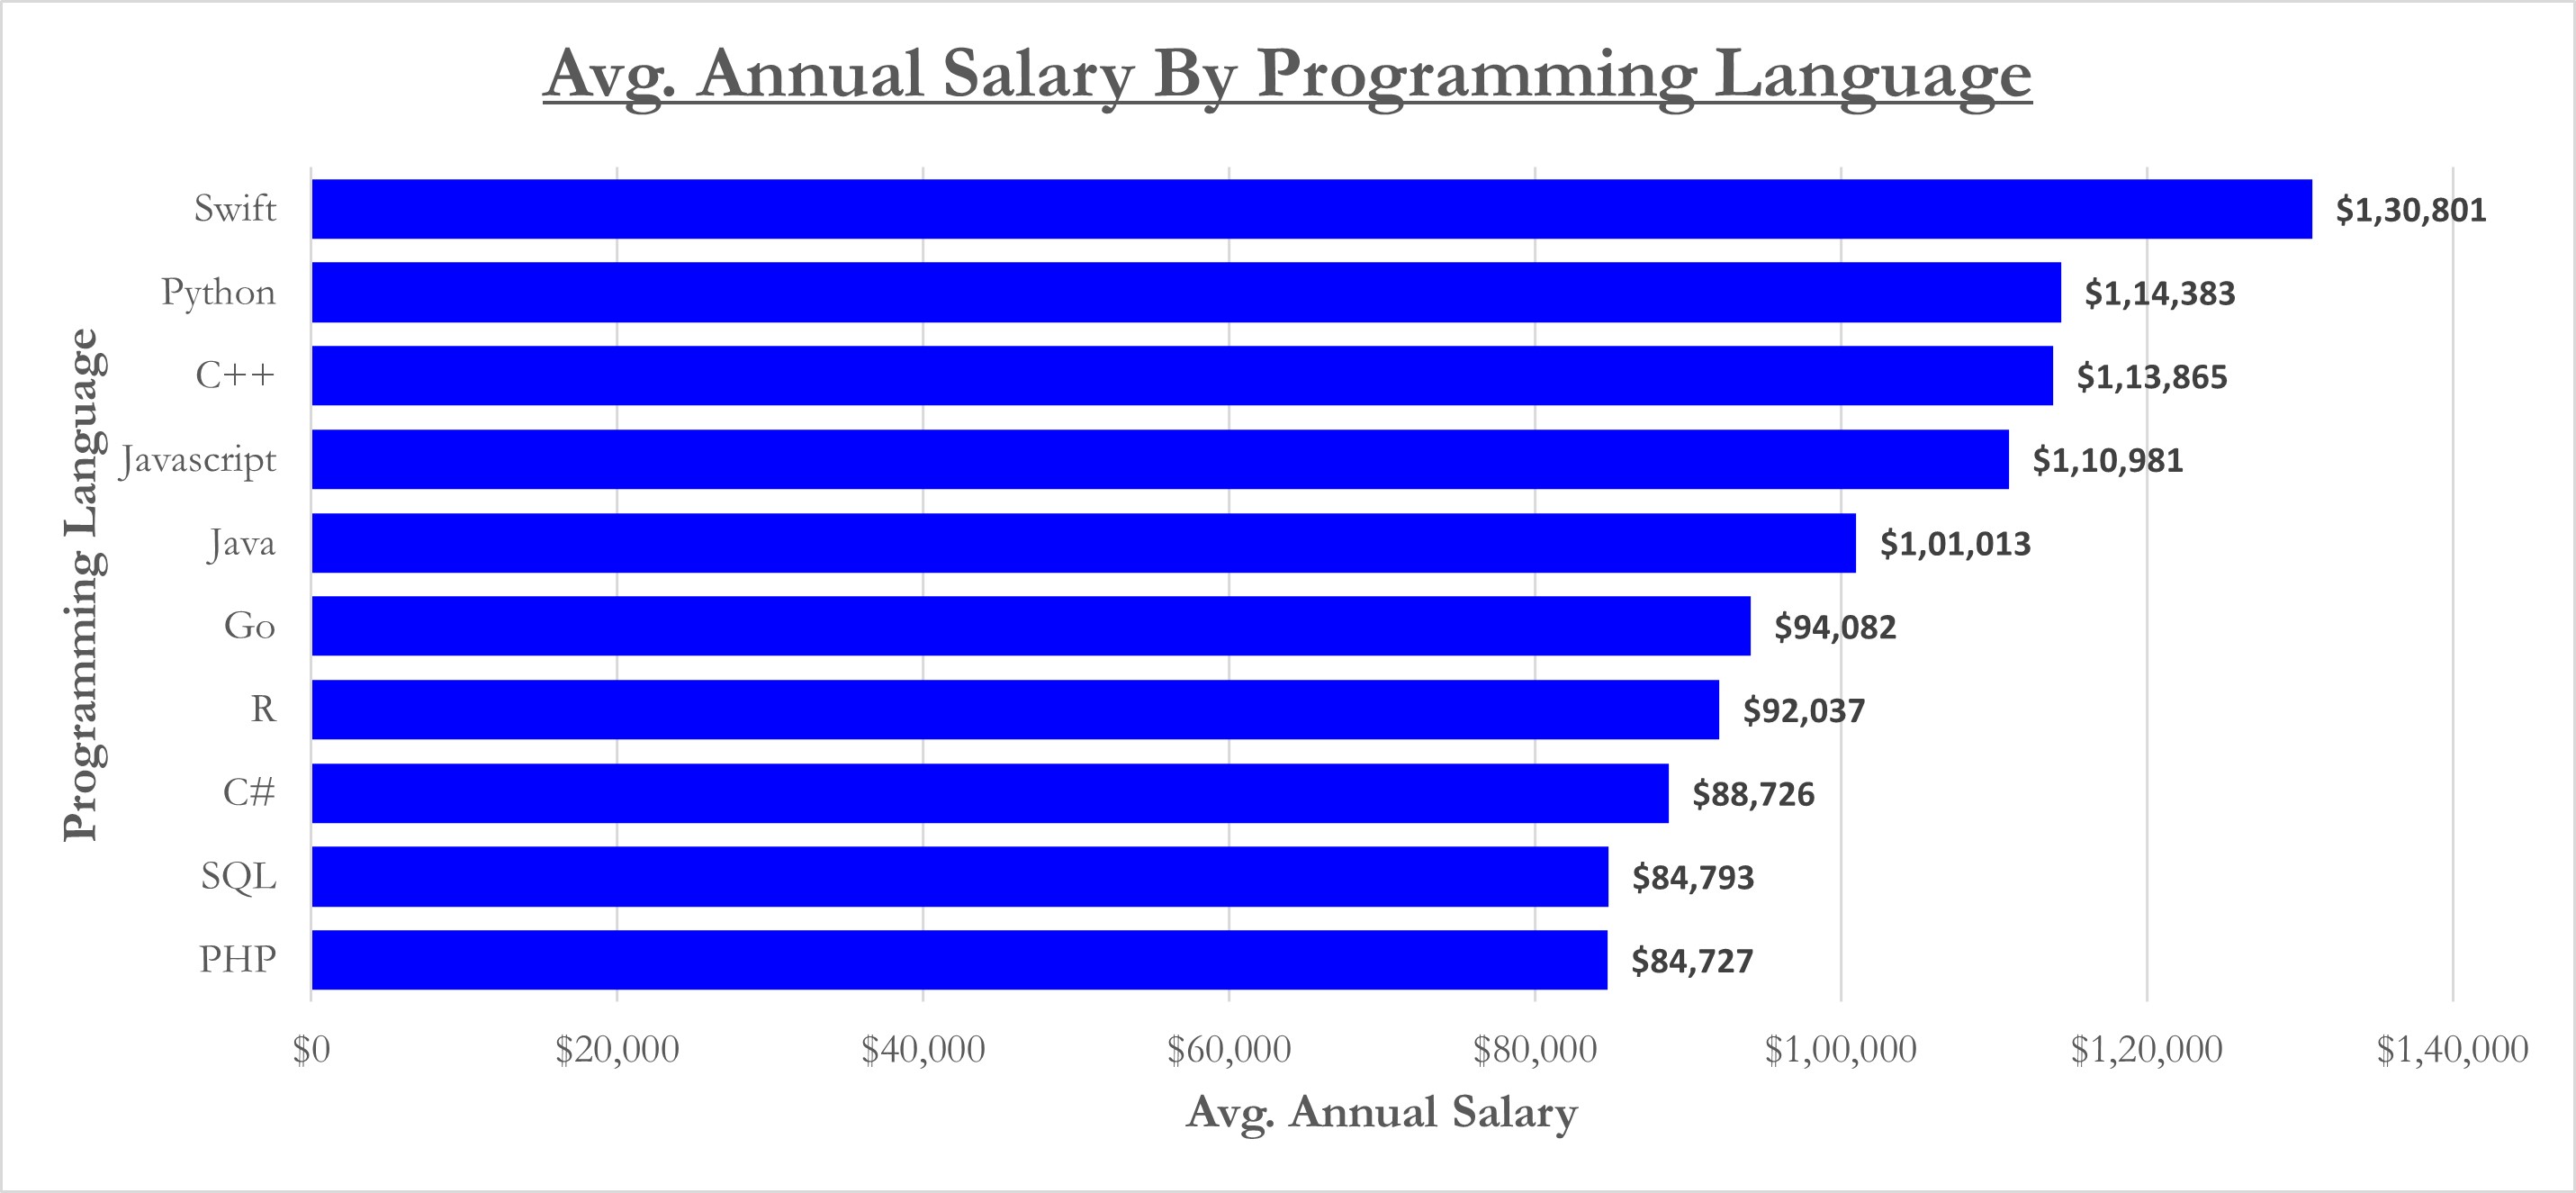 Avg. Annual Salary By Programming Language
Programming Language
Swift $1,30,801
Python $1,14,383
C++ $1,13,865
Javascript $1,10,981
Java $1,01,013
Go $94,082
R $92,037
C# $88,726
SQL $84,793
PHP $84,727
$0 $20,000 $40,000 $60,000 $80,000 $1,00,000 $1,20,000 $1,40,000
Avg. Annual Salary